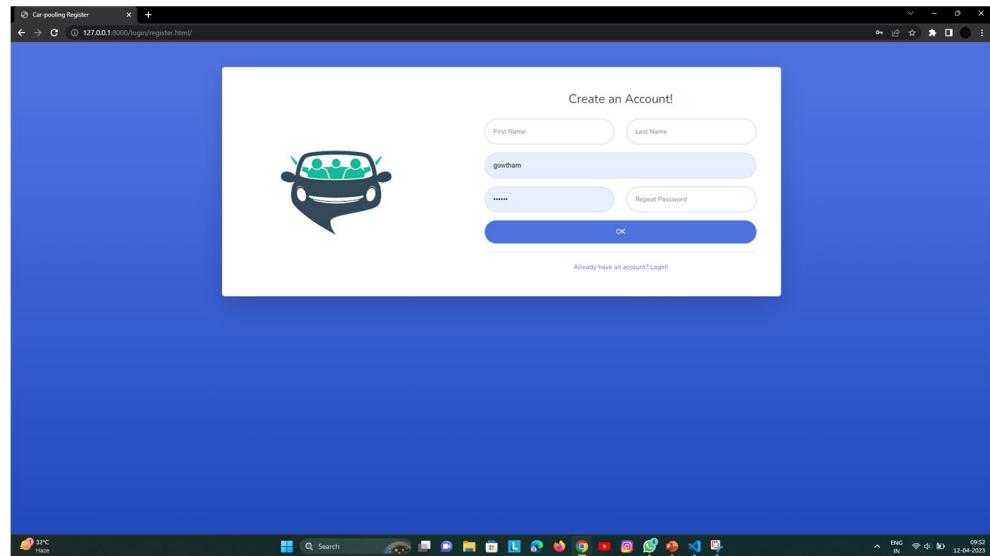 Car-pooling Register
127.0.0.1:8000/login/register.html/
Create an Account!
First Name
Last Name
gowtham
••••••
Repeat Password
OK
Already have an account? Login!
1
32°C
Haze
Search
ENG
IN
09:52
12-04-2023